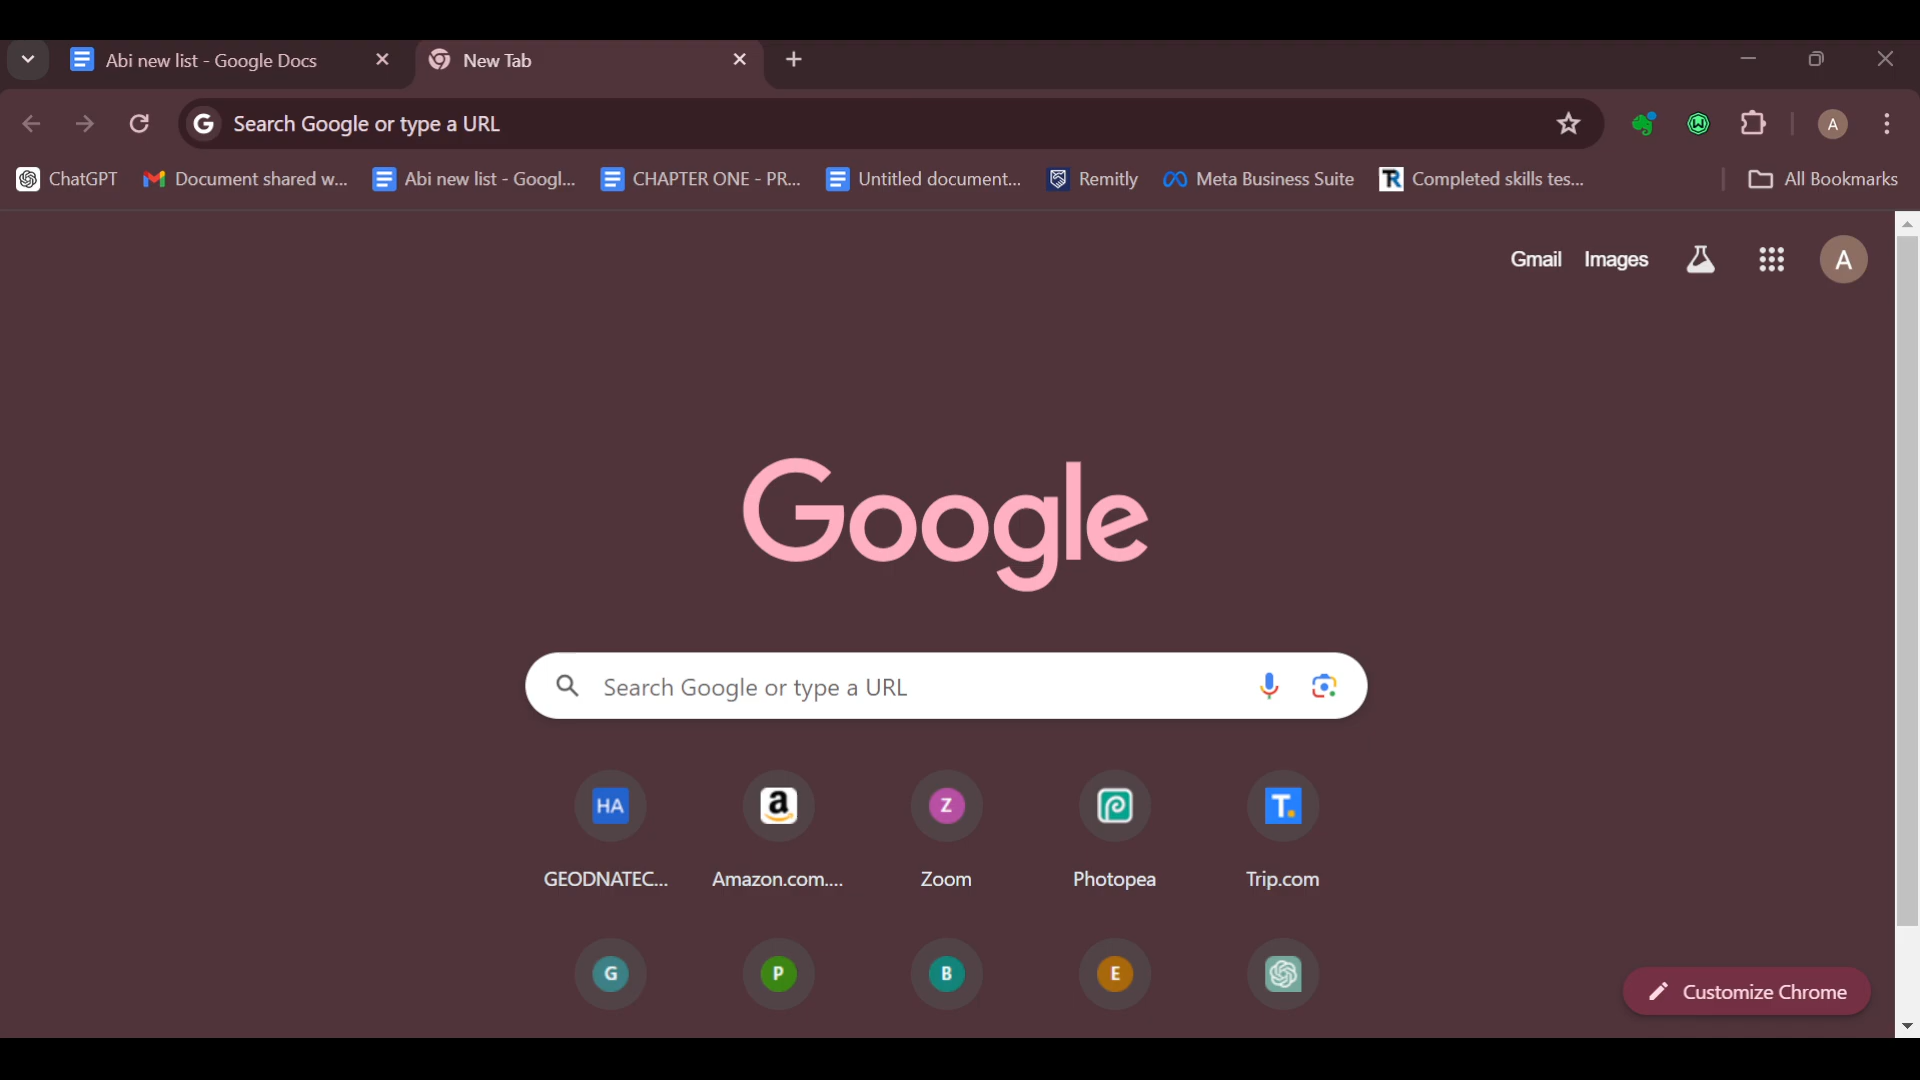 Abi new list - Google Docs
New Tab
Search Google or type a URL
A
ChatGPT
Document shared w...
Abi new list - Googl...
CHAPTER ONE - PR...
Untitled document...
Remitly
Meta Business Suite
Completed skills tes...
All Bookmarks
Gmail Images
A
Google
Search Google or type a URL
HA a Z T.
GEODNATEC... Amazon.com.... Zoom Photopea Trip.com
G P B E
Customize Chrome